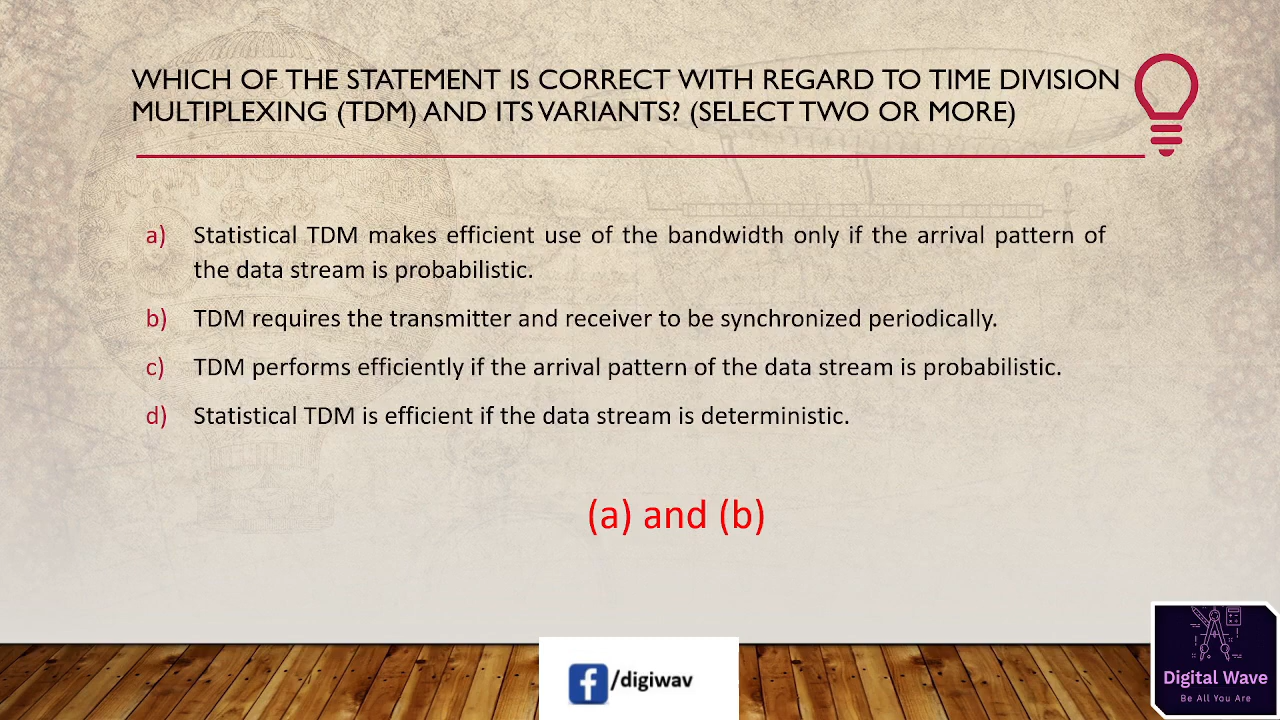 WHICH OF THE STATEMENT IS CORRECT WITH REGARD TO TIME DIVISION
MULTIPLEXING (TDM) AND ITS VARIANTS? (SELECT TWO OR MORE)
a) Statistical TDM makes efficient use of the bandwidth only if the arrival pattern of
the data stream is probabilistic.
b) TDM requires the transmitter and receiver to be synchronized periodically.
c) TDM performs efficiently if the arrival pattern of the data stream is probabilistic.
d) Statistical TDM is efficient if the data stream is deterministic.
(a) and (b)
f/digiwav
Digital Wave
Be All You Are